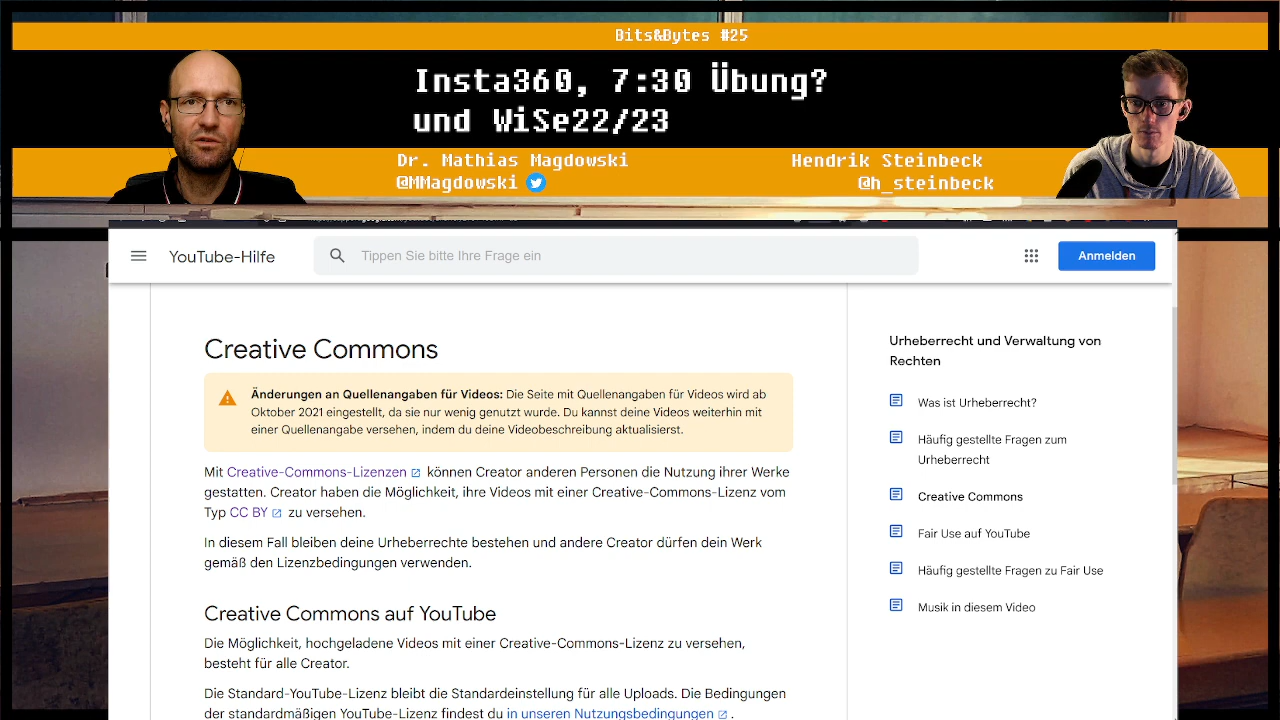 Bits&Bytes #25
Insta360, 7:30 Übung?
und WiSe22/23
Dr. Mathias Magdowski
@MMagdowski
Hendrik Steinbeck
@h_steinbeck
YouTube-Hilfe
Tippen Sie bitte Ihre Frage ein
Anmelden
Creative Commons
Änderungen an Quellenangaben für Videos: Die Seite mit Quellenangaben für Videos wird ab
Oktober 2021 eingestellt, da sie nur wenig genutzt wurde. Du kannst deine Videos weiterhin mit
einer Quellenangabe versehen, indem du deine Videobeschreibung aktualisierst.
Mit Creative-Commons-Lizenzen können Creator anderen Personen die Nutzung ihrer Werke
gestatten. Creator haben die Möglichkeit, ihre Videos mit einer Creative-Commons-Lizenz vom
Typ CC BY zu versehen.
In diesem Fall bleiben deine Urheberrechte bestehen und andere Creator dürfen dein Werk
gemäß den Lizenzbedingungen verwenden.
Creative Commons auf YouTube
Die Möglichkeit, hochgeladene Videos mit einer Creative-Commons-Lizenz zu versehen,
besteht für alle Creator.
Die Standard-YouTube-Lizenz bleibt die Standardeinstellung für alle Uploads. Die Bedingungen
der standardmäßigen YouTube-Lizenz findest du in unseren Nutzungsbedingungen .
Urheberrecht und Verwaltung von
Rechten
Was ist Urheberrecht?
Häufig gestellte Fragen zum
Urheberrecht
Creative Commons
Fair Use auf YouTube
Häufig gestellte Fragen zu Fair Use
Musik in diesem Video